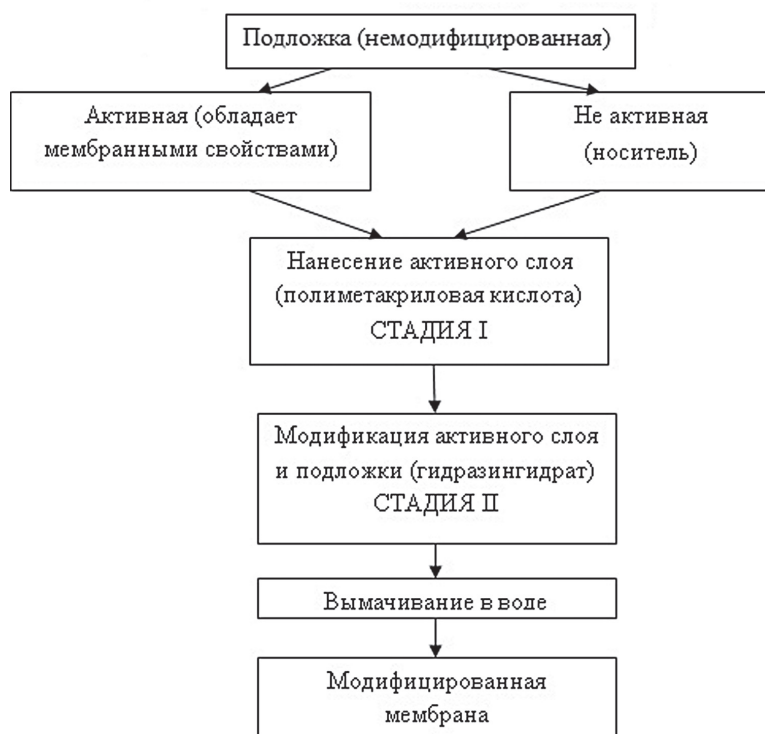 Подложка (немодифицированная)
Активная (обладает
мембранными свойствами)
Не активная
(носитель)
Нанесение активного слоя
(полиметакриловая кислота)
СТАДИЯ I
Модификация активного слоя
и подложки (гидразингидрат)
СТАДИЯ II
Вымачивание в воде
Модифицированная
мембрана